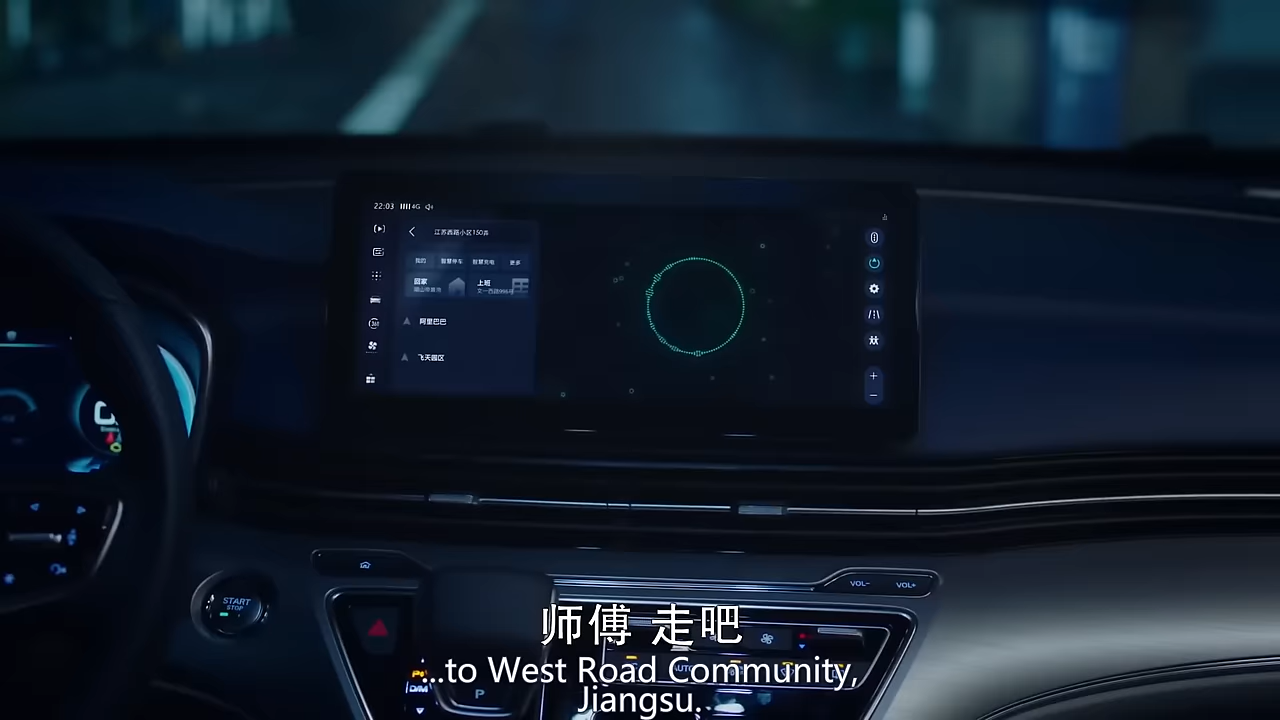 22:03 4G
江苏西路小区150弄
我的 智慧停车 智慧充电 更多
回家 上班
阿里巴巴
飞天园区
START
STOP
VOL- VOL+
AUTO
P
师傅 走吧
...to West Road Community,
Jiangsu.